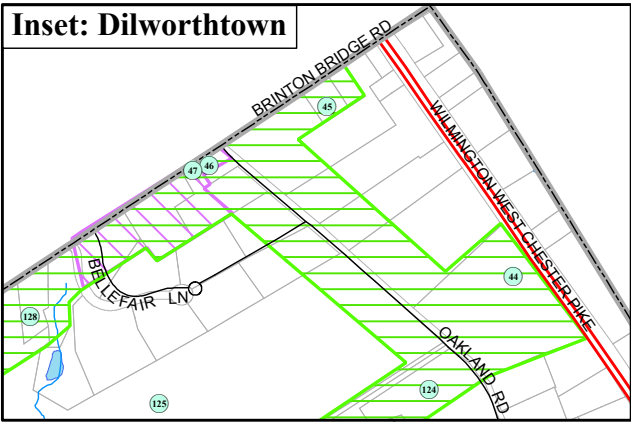 Inset: Dilworthtown
BRINTON BRIDGE RD
45
WILMINGTON WEST CHESTER PIKE
46
47
44
BELLEFAIR LN
128
OAKLAND RD
124
125